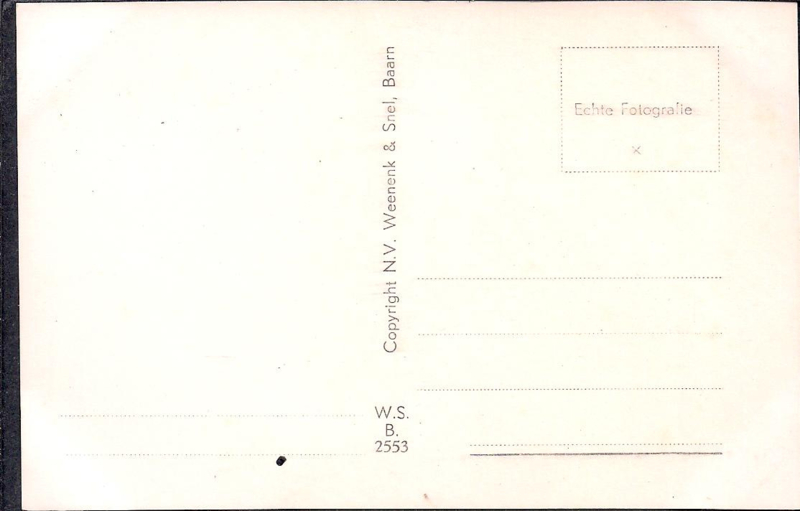 Copyright N.V. Weenenk & Snel, Baarn
Echte Fotografie
x
W.S.
B.
2553